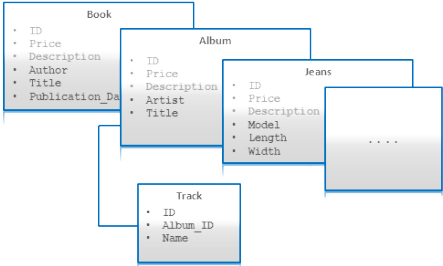 Book
• ID
• Price
• Description
• Author
• Title
• Publication_Da
Album
• ID
• Price
• Description
• Artist
• Title
Jeans
• ID
• Price
• Description
• Model
• Length
• Width
. . . .
Track
• ID
• Album_ID
• Name